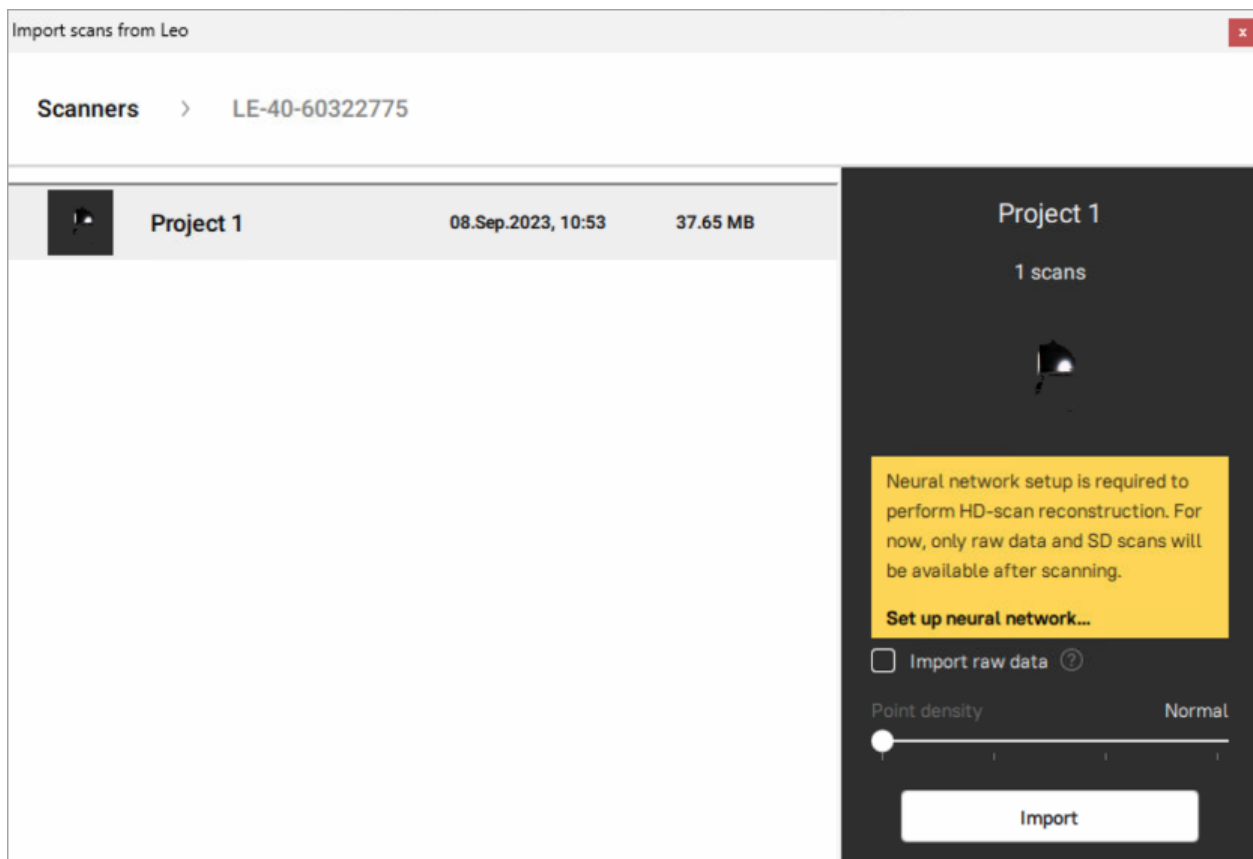 Import scans from Leo
x
Scanners > LE-40-60322775
Project 1 08.Sep.2023, 10:53 37.65 MB
Project 1
1 scans
Neural network setup is required to
perform HD-scan reconstruction. For
now, only raw data and SD scans will
be available after scanning.
Set up neural network...
Import raw data ?
Point density Normal
Import